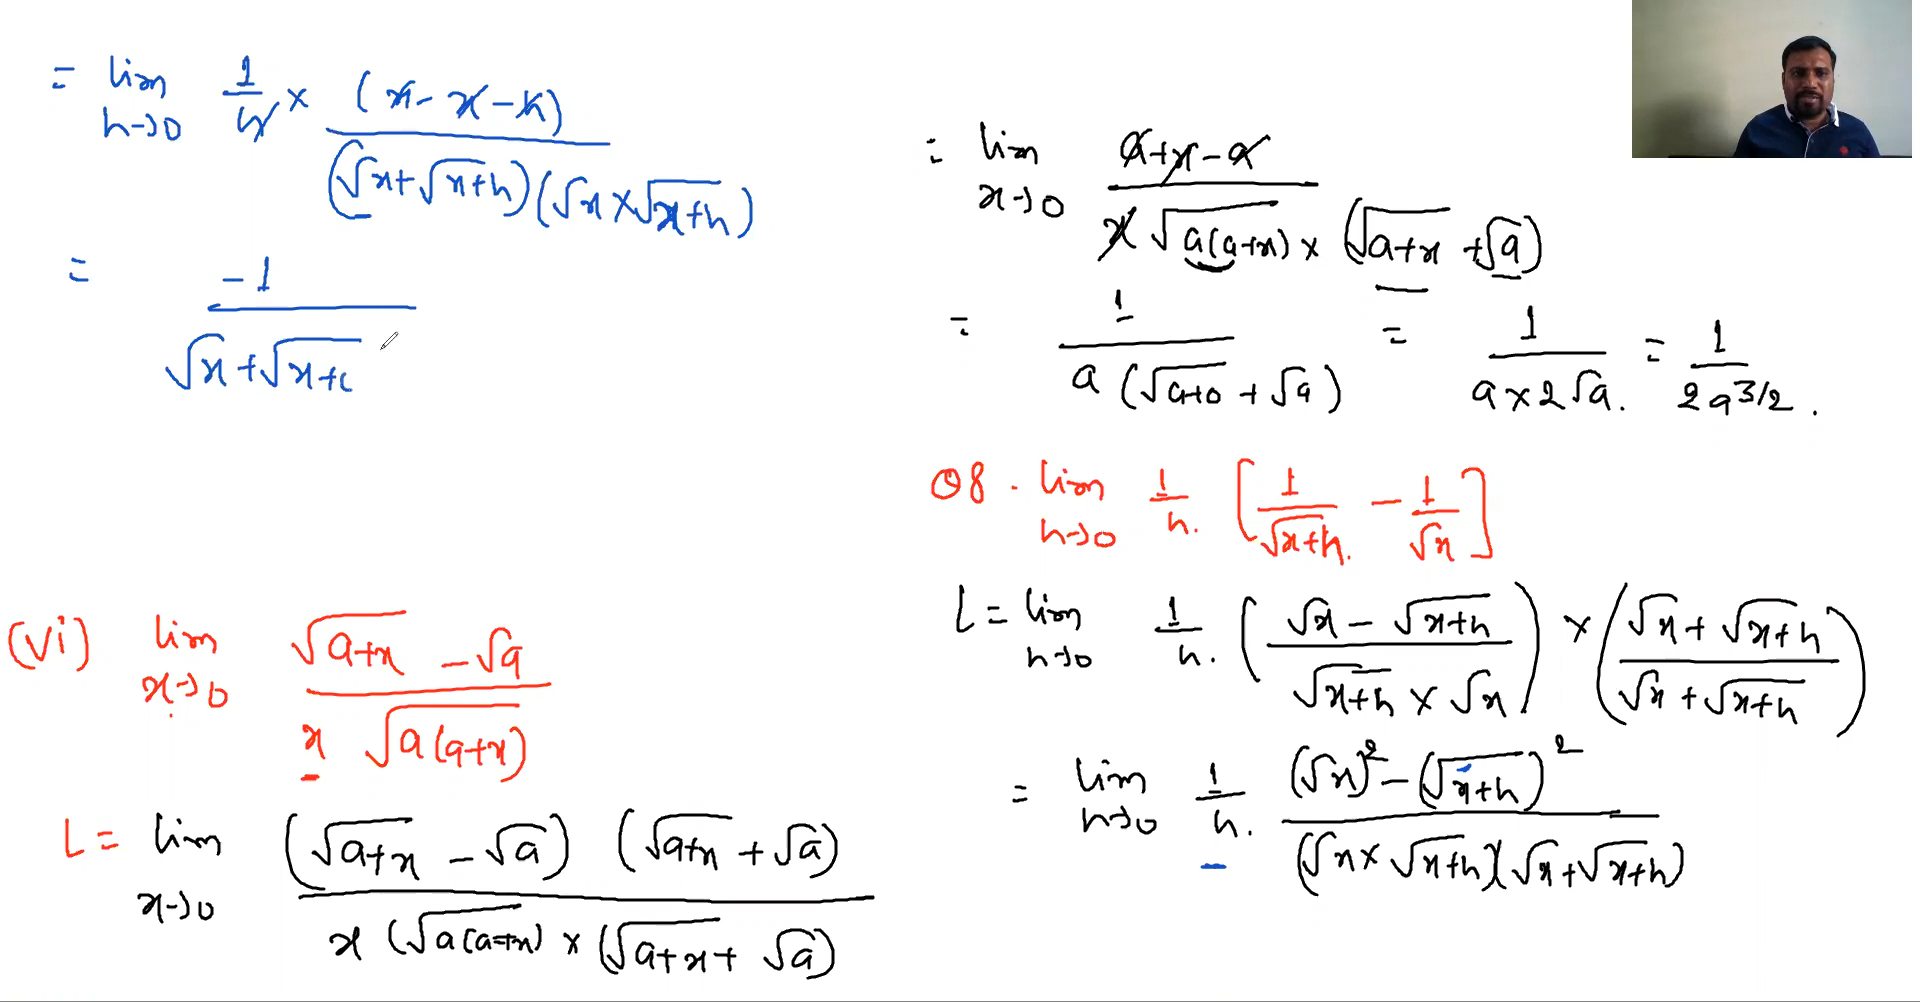 = lim h→0 1/h × (x - x - h) / (√x + √x+h)(√x × √x+h)
= -1 / √x + √x+
(vi) lim x→0 √a+x - √a / x √a(a+x)
L = lim x→0 (√a+x - √a) (√a+x + √a) / x (√a(a+x) × (√a+x + √a)
= lim x→0 a+x-a / x √a(a+x) × (√a+x + √a)
= 1 / a (√a+0 + √a) = 1 / a × 2√a. = 1 / 2a^3/2 .
Q8. lim h→0 1/h. [1/√x+h. - 1/√x]
L = lim h→0 1/h. (√x - √x+h / √x+h × √x) × (√x + √x+h / √x + √x+h)
= lim h→0 1/h. (√x)² - (√x+h)² / (√x × √x+h)(√x + √x+h)